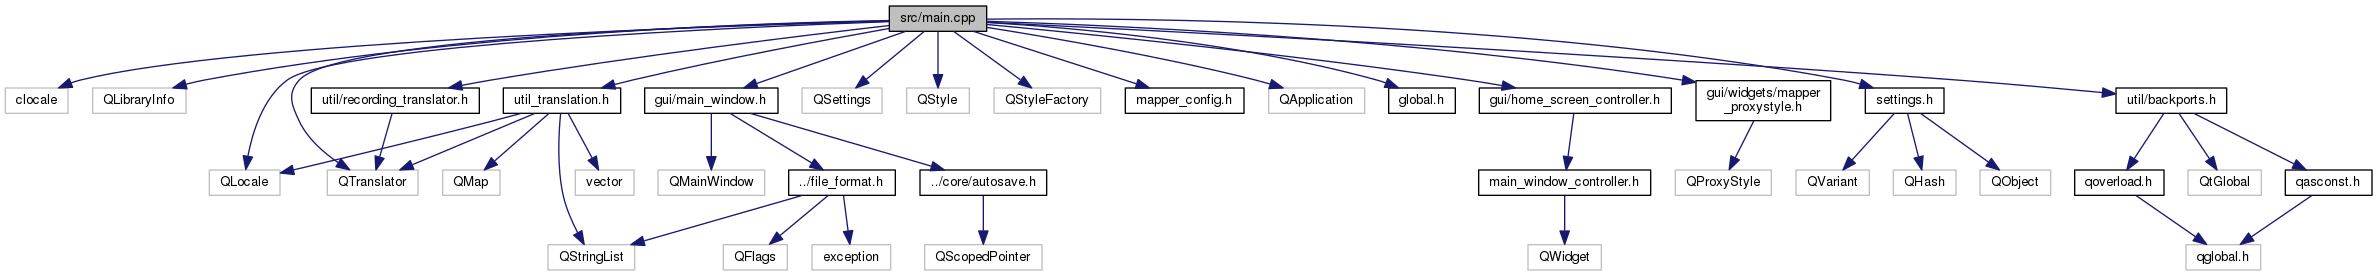 src/main.cpp
clocale
QLibraryInfo
util/recording_translator.h
util_translation.h
gui/main_window.h
QSettings
QStyle
QStyleFactory
mapper_config.h
QApplication
global.h
gui/home_screen_controller.h
gui/widgets/mapper
_proxystyle.h
settings.h
util/backports.h
QLocale
QTranslator
QMap
vector
QMainWindow
../file_format.h
../core/autosave.h
main_window_controller.h
QProxyStyle
QVariant
QHash
QObject
qoverload.h
QtGlobal
qasconst.h
QStringList
QFlags
exception
QScopedPointer
QWidget
qglobal.h